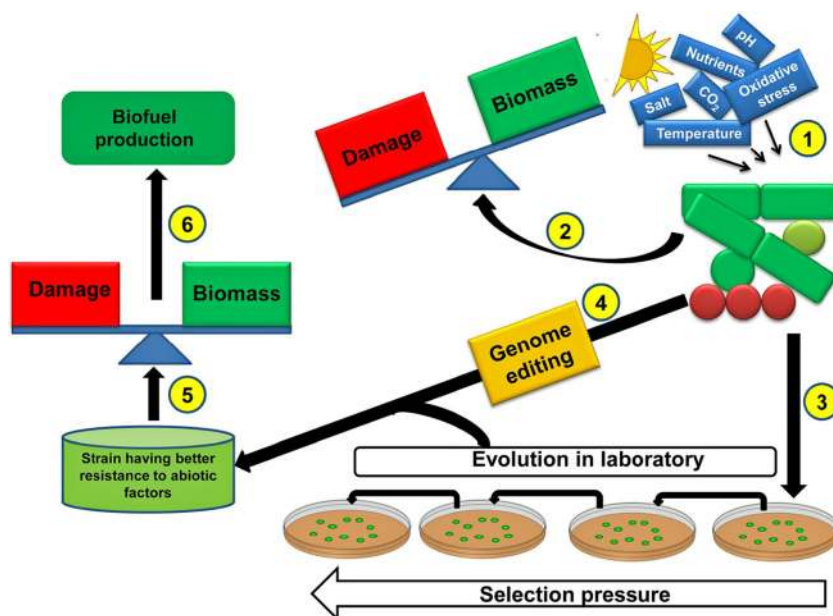 pH
Nutrients
Oxidative
stress
CO2
Salt
Temperature
1
Biomass
Damage
Biofuel
production
2
6
Damage
Biomass
4
Genome
editing
3
5
Strain having better
resistance to abiotic
factors
Evolution in laboratory
Selection pressure